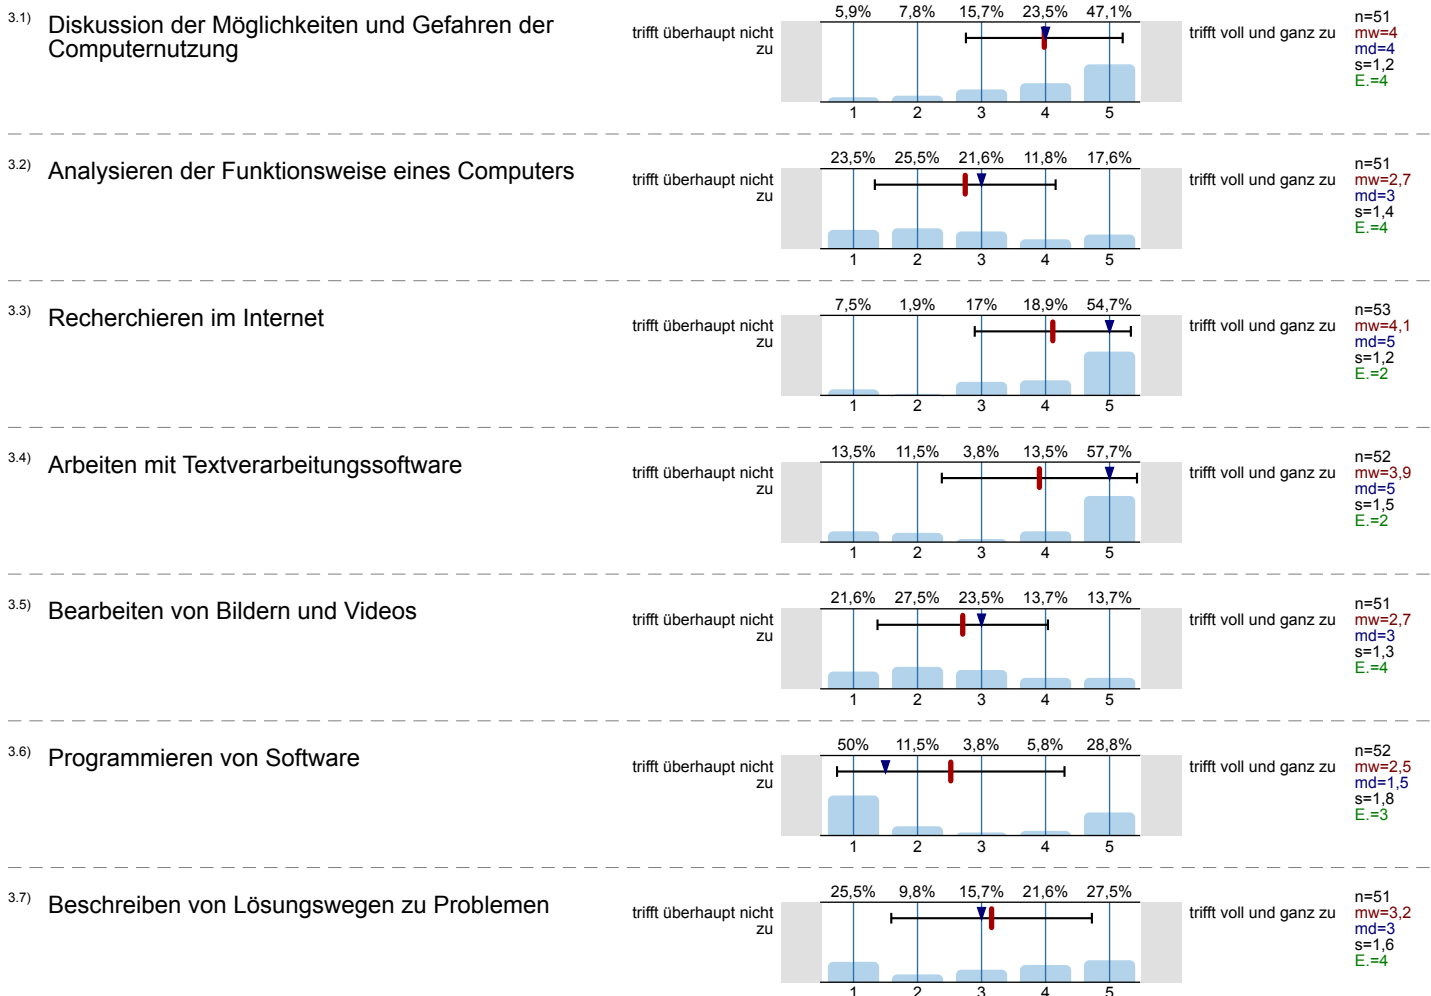 3.1) Diskussion der Möglichkeiten und Gefahren der
Computernutzung
trifft überhaupt nicht
zu
5,9% 7,8% 15,7% 23,5% 47,1%
1 2 3 4 5
trifft voll und ganz zu
n=51
mw=4
md=4
s=1,2
E.=4
3.2) Analysieren der Funktionsweise eines Computers
trifft überhaupt nicht
zu
23,5% 25,5% 21,6% 11,8% 17,6%
1 2 3 4 5
trifft voll und ganz zu
n=51
mw=2,7
md=3
s=1,4
E.=4
3.3) Recherchieren im Internet
trifft überhaupt nicht
zu
7,5% 1,9% 17% 18,9% 54,7%
1 2 3 4 5
trifft voll und ganz zu
n=53
mw=4,1
md=5
s=1,2
E.=2
3.4) Arbeiten mit Textverarbeitungssoftware
trifft überhaupt nicht
zu
13,5% 11,5% 3,8% 13,5% 57,7%
1 2 3 4 5
trifft voll und ganz zu
n=52
mw=3,9
md=5
s=1,5
E.=2
3.5) Bearbeiten von Bildern und Videos
trifft überhaupt nicht
zu
21,6% 27,5% 23,5% 13,7% 13,7%
1 2 3 4 5
trifft voll und ganz zu
n=51
mw=2,7
md=3
s=1,3
E.=4
3.6) Programmieren von Software
trifft überhaupt nicht
zu
50% 11,5% 3,8% 5,8% 28,8%
1 2 3 4 5
trifft voll und ganz zu
n=52
mw=2,5
md=1,5
s=1,8
E.=3
3.7) Beschreiben von Lösungswegen zu Problemen
trifft überhaupt nicht
zu
25,5% 9,8% 15,7% 21,6% 27,5%
1 2 3 4 5
trifft voll und ganz zu
n=51
mw=3,2
md=3
s=1,6
E.=4